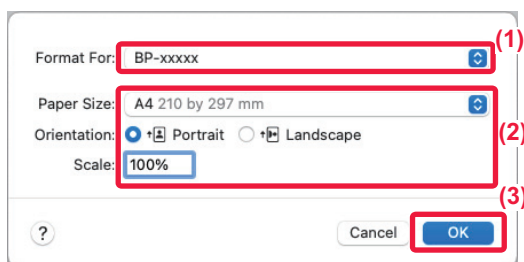 (1)
Format For: BP-xxxxx
Paper Size: A4 210 by 297 mm
(2)
Orientation: Portrait Landscape
Scale: 100%
(3)
? Cancel OK